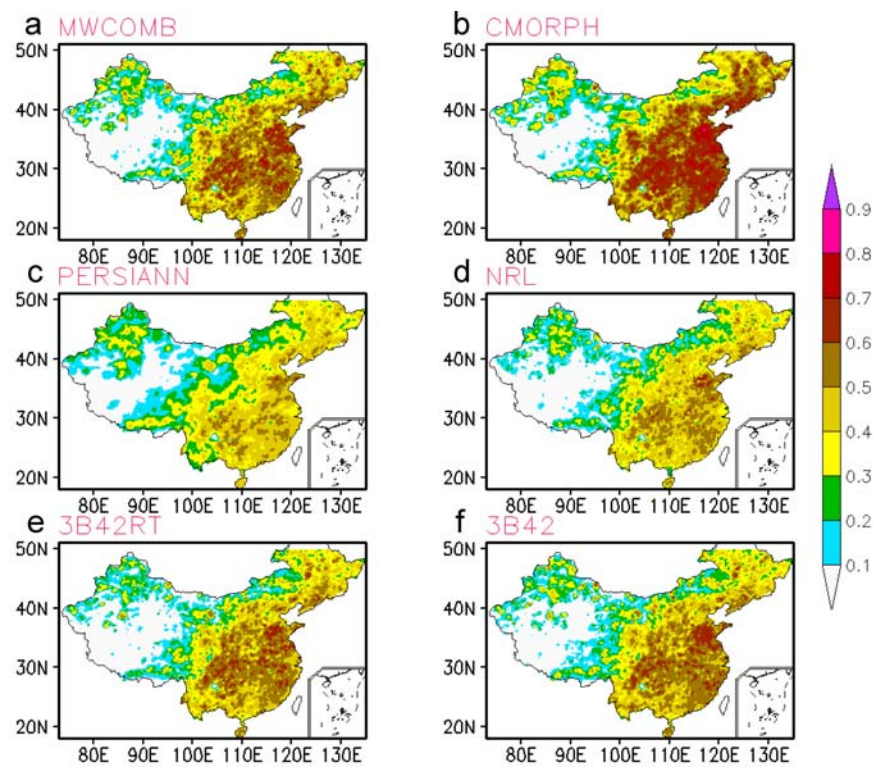 a MWCOMB
b CMORPH
50N
40N
30N
20N
80E 90E 100E 110E 120E 130E
50N
40N
30N
20N
80E 90E 100E 110E 120E 130E
c PERSIANN
d NRL
50N
40N
30N
20N
80E 90E 100E 110E 120E 130E
50N
40N
30N
20N
80E 90E 100E 110E 120E 130E
e 3B42RT
f 3B42
50N
40N
30N
20N
80E 90E 100E 110E 120E 130E
50N
40N
30N
20N
80E 90E 100E 110E 120E 130E
0.9
0.8
0.7
0.6
0.5
0.4
0.3
0.2
0.1